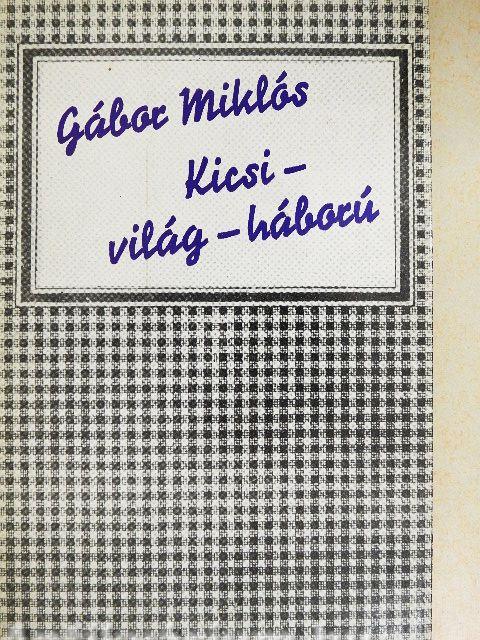 Gábor Miklós
Kicsi –
világ – háború